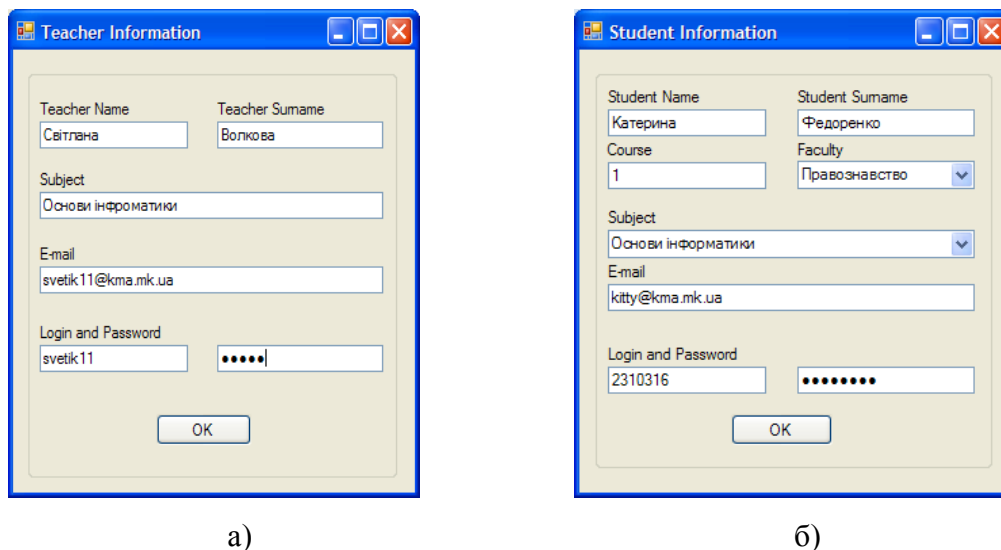 Teacher Information
Teacher Name Teacher Surname
Світлана Волкова
Subject
Основи інфроматики
E-mail
svetik11@kma.mk.ua
Login and Password
svetik11 •••••
OK
а)
Student Information
Student Name Student Surname
Катерина Федоренко
Course Faculty
1 Правознавство
Subject
Основи інформатики
E-mail
kitty@kma.mk.ua
Login and Password
2310316 ••••••••
OK
б)